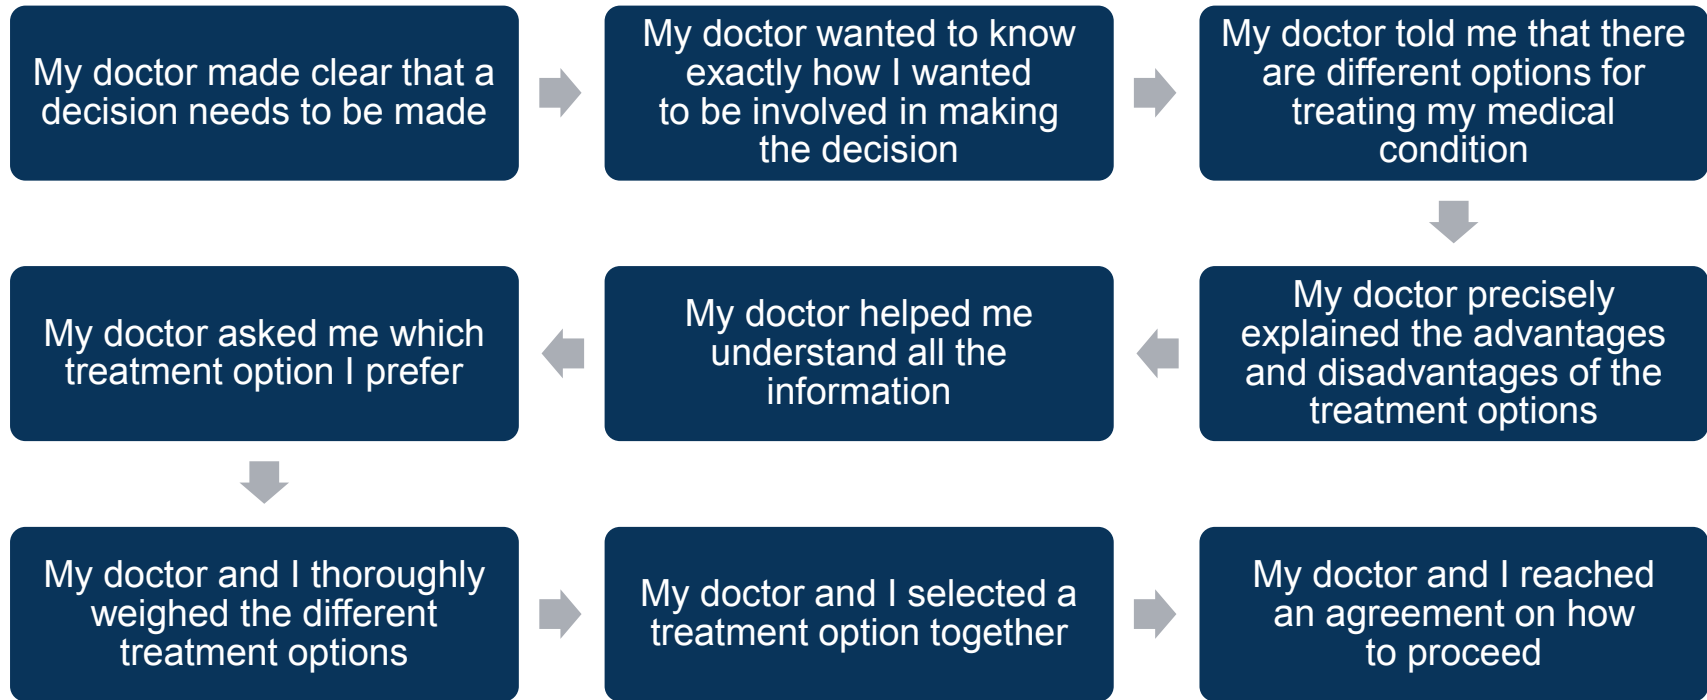 My doctor made clear that a
decision needs to be made
My doctor wanted to know
exactly how I wanted
to be involved in making
the decision
My doctor told me that there
are different options for
treating my medical
condition
My doctor precisely
explained the advantages
and disadvantages of the
treatment options
My doctor helped me
understand all the
information
My doctor asked me which
treatment option I prefer
My doctor and I thoroughly
weighed the different
treatment options
My doctor and I selected a
treatment option together
My doctor and I reached
an agreement on how
to proceed